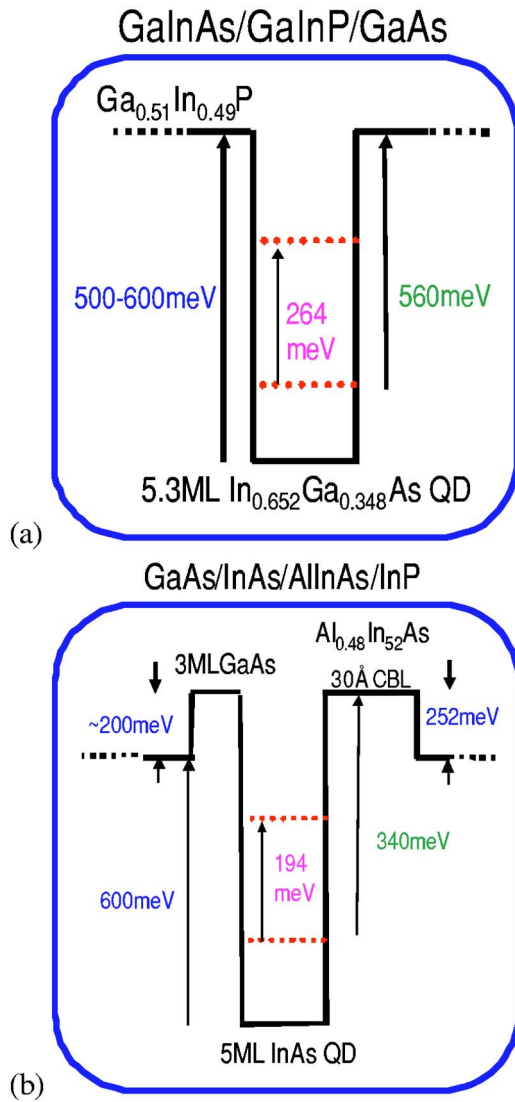 GaInAs/GaInP/GaAs
Ga₀.₅₁In₀.₄₉P
500-600meV
264
meV
560meV
5.3ML In₀.₆₅₂Ga₀.₃₄₈As QD
(a)
GaAs/InAs/AlInAs/InP
Al₀.₄₈In₅₂As
3MLGaAs
30Å CBL
~200meV
252meV
194
meV
340meV
600meV
5ML InAs QD
(b)